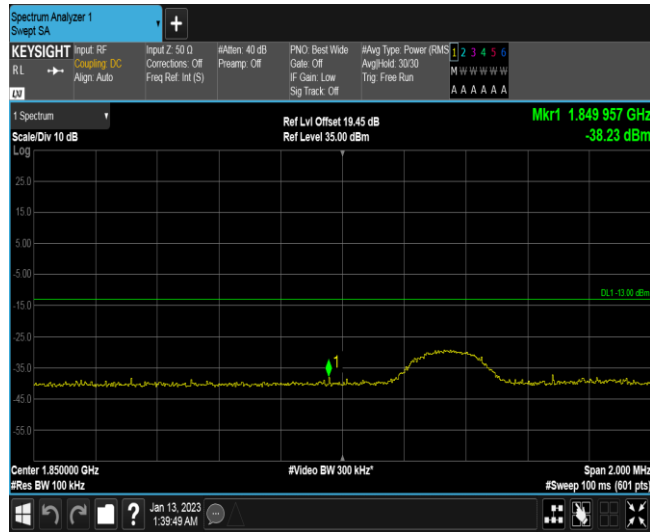 Spectrum Analyzer 1
Swept SA
KEYSIGHT
RL
LXI
Input: RF
Coupling: DC
Align: Auto
Input Z: 50 Ω
Corrections: Off
Freq Ref: Int (S)
#Atten: 40 dB
Preamp: Off
PNO: Best Wide
Gate: Off
IF Gain: Low
Sig Track: Off
#Avg Type: Power (RMS
Avg|Hold: 30/30
Trig: Free Run
1 2 3 4 5 6
M W W W W W
A A A A A A
1 Spectrum
Scale/Div 10 dB
Ref Lvl Offset 19.45 dB
Ref Level 35.00 dBm
Mkr1 1.849 957 GHz
-38.23 dBm
Log
25.0
15.0
5.00
-5.00
DL1 -13.00 dBm
-15.0
-25.0
1
-35.0
-45.0
-55.0
Center 1.850000 GHz
#Video BW 300 kHz*
Span 2.000 MHz
#Res BW 100 kHz
#Sweep 100 ms (601 pts)
?
Jan 13, 2023
1:39:49 AM